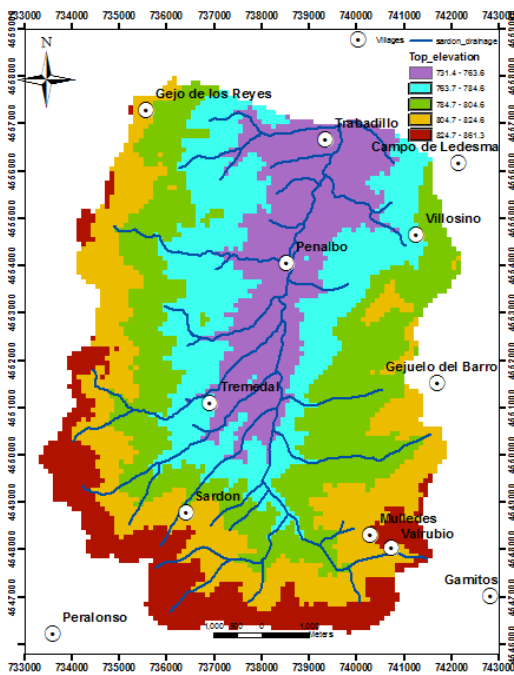 733000 734000 735000 736000 737000 738000 739000 740000 741000 742000 743000
N
Villages
sardon_drainage
Top_elevation
731.4 - 763.6
763.7 - 784.6
784.7 - 804.6
804.7 - 824.6
824.7 - 861.3
Gejo de los Reyes
Trabadillo
Campo de Ledesma
Villosino
Penalbo
Gejuelo del Barro
Tremedal
Sardon
Mulledes
Valrubio
Gamitos
Peralonso
1,000 500 0 1,000
Meters
733000 734000 735000 736000 737000 738000 739000 740000 741000 742000 743000